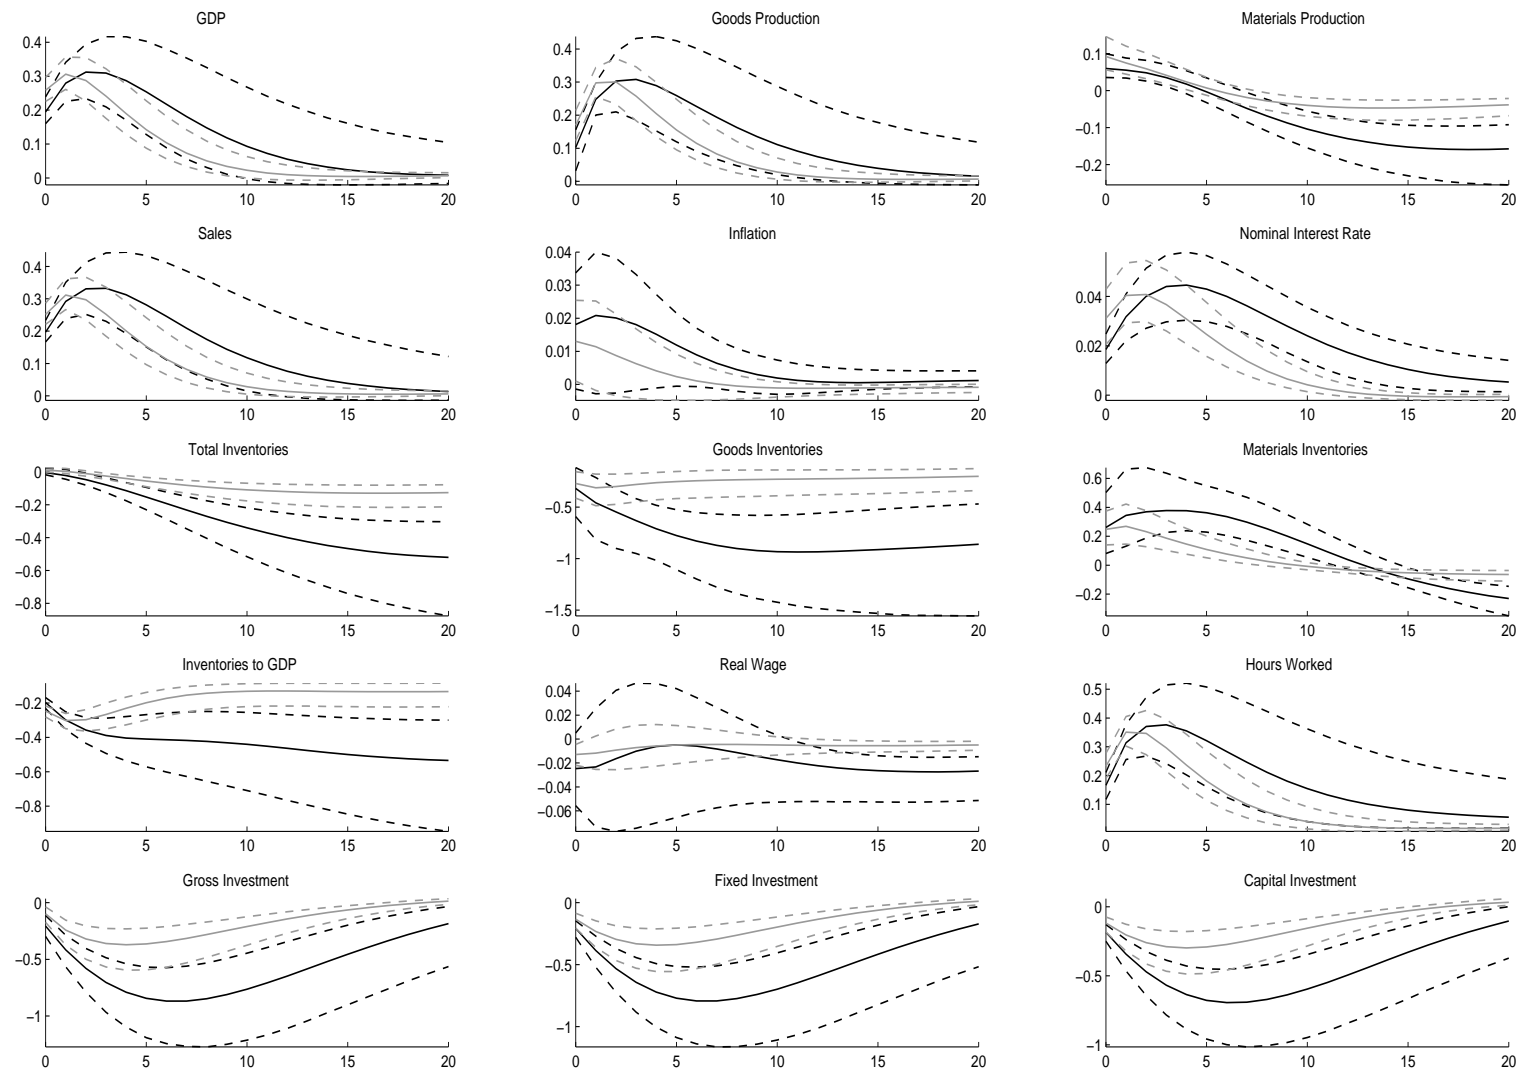 GDP
0.4
0.3
0.2
0.1
0
0 5 10 15 20
Goods Production
0.4
0.3
0.2
0.1
0
0 5 10 15 20
Materials Production
0.1
0
−0.1
−0.2
0 5 10 15 20
Sales
0.4
0.3
0.2
0.1
0
0 5 10 15 20
Inflation
0.04
0.03
0.02
0.01
0
0 5 10 15 20
Nominal Interest Rate
0.04
0.02
0
0 5 10 15 20
Total Inventories
0
−0.2
−0.4
−0.6
−0.8
0 5 10 15 20
Goods Inventories
−0.5
−1
−1.5
0 5 10 15 20
Materials Inventories
0.6
0.4
0.2
0
−0.2
0 5 10 15 20
Inventories to GDP
−0.2
−0.4
−0.6
−0.8
0 5 10 15 20
Real Wage
0.04
0.02
0
−0.02
−0.04
−0.06
0 5 10 15 20
Hours Worked
0.5
0.4
0.3
0.2
0.1
0 5 10 15 20
Gross Investment
0
−0.5
−1
0 5 10 15 20
Fixed Investment
0
−0.5
−1
0 5 10 15 20
Capital Investment
0
−0.5
−1
0 5 10 15 20